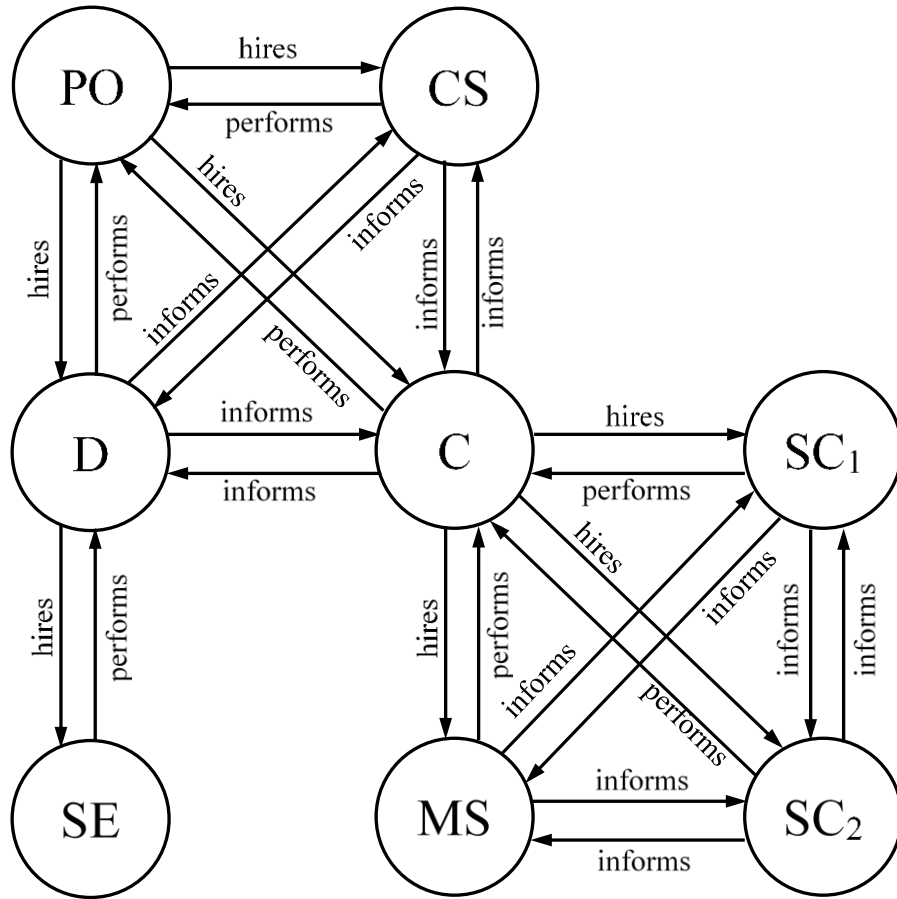 hires
PO
CS
performs
hires
informs
hires
performs
informs
informs
informs
performs
informs
hires
D
C
SC₁
informs
performs
hires
informs
hires
performs
hires
performs
informs
informs
informs
informs
performs
SE
MS
informs
SC₂
informs